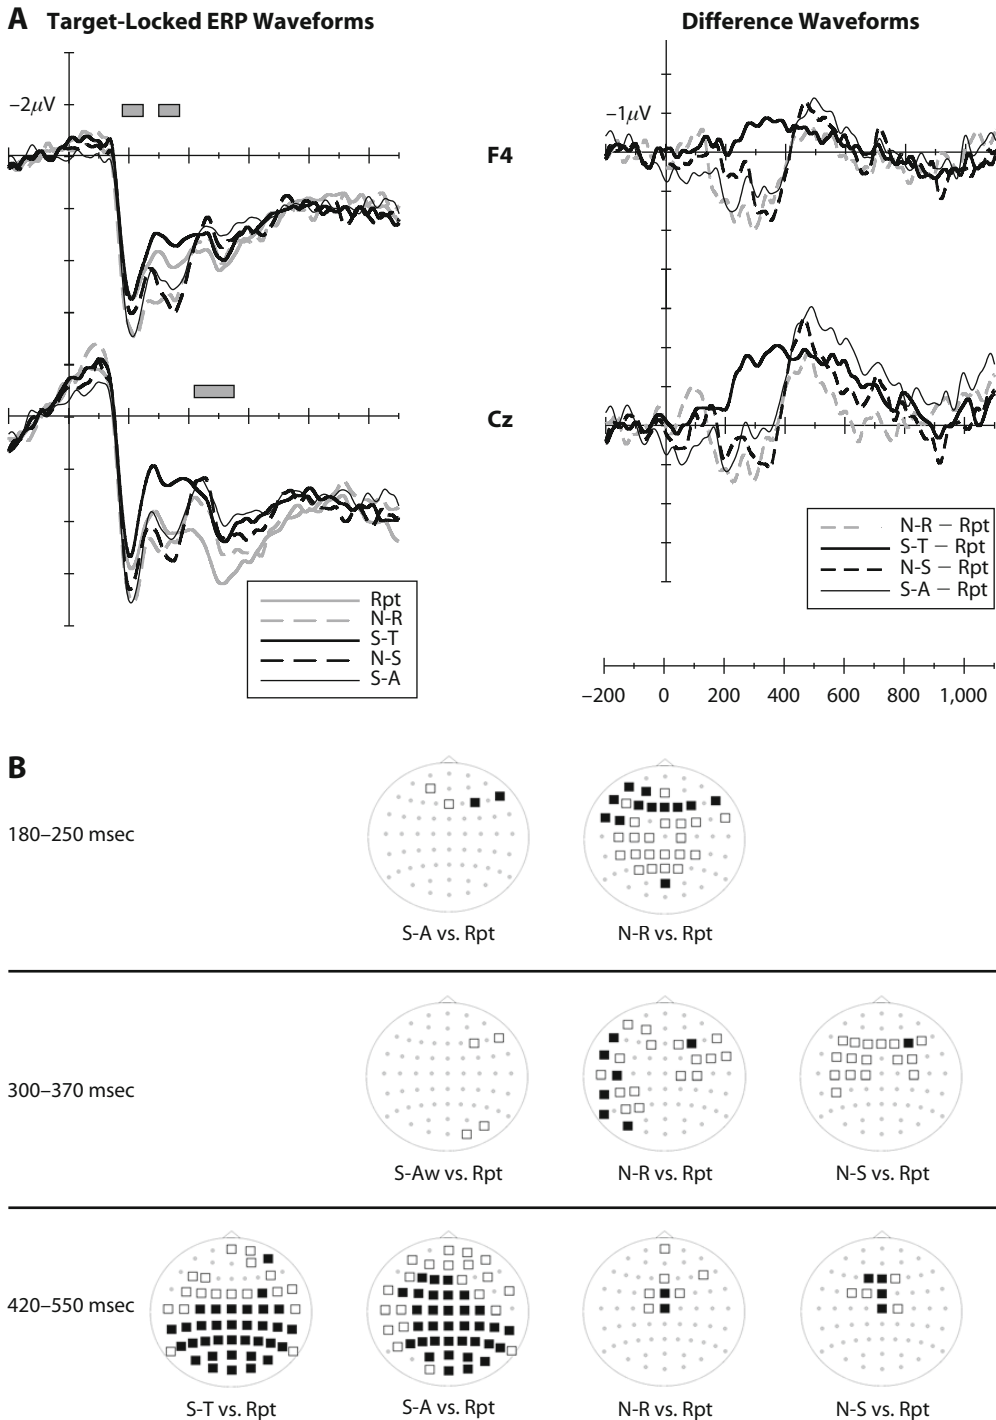 A Target-Locked ERP Waveforms
Difference Waveforms
−2μV
−1μV
F4
Cz
Rpt
N-R
S-T
N-S
S-A
N-R − Rpt
S-T − Rpt
N-S − Rpt
S-A − Rpt
−200 0 200 400 600 800 1,000
B
180–250 msec
S-A vs. Rpt N-R vs. Rpt
300–370 msec
S-Aw vs. Rpt N-R vs. Rpt N-S vs. Rpt
420–550 msec
S-T vs. Rpt S-A vs. Rpt N-R vs. Rpt N-S vs. Rpt